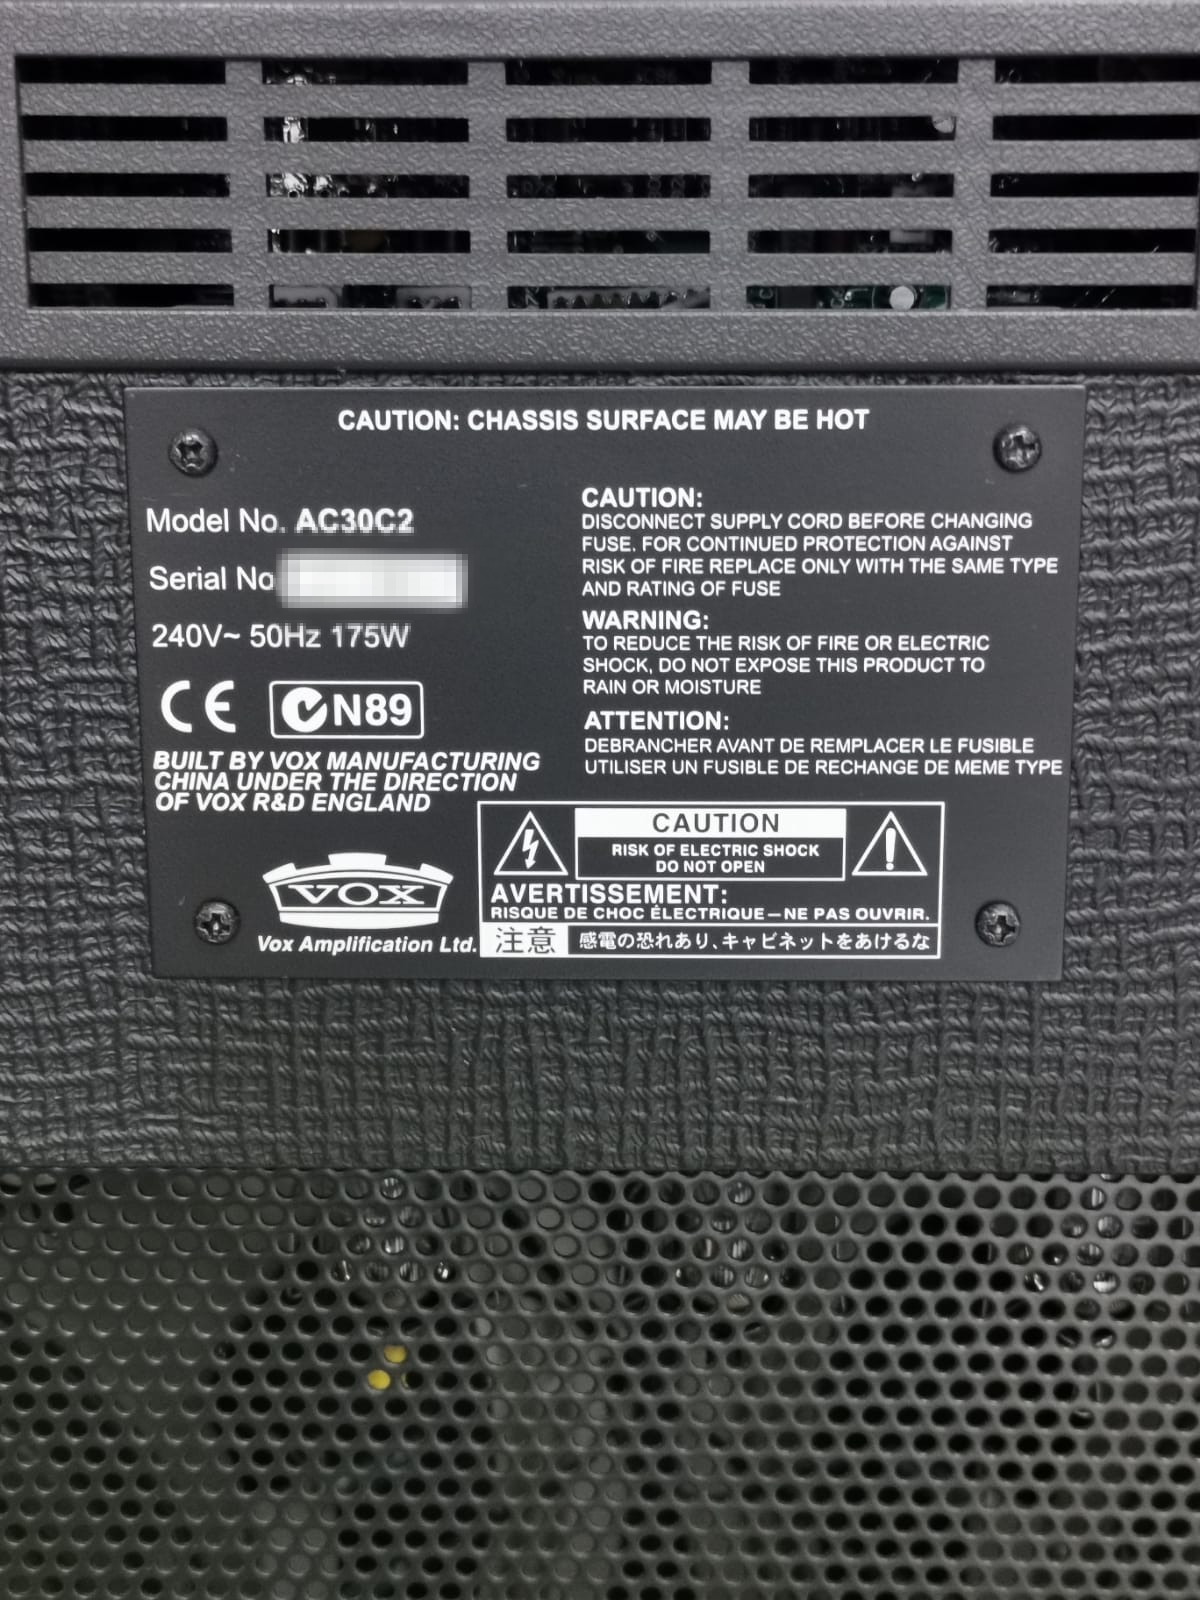 CAUTION: CHASSIS SURFACE MAY BE HOT
Model No. AC30C2
Serial No
240V~ 50Hz 175W
CE N89
BUILT BY VOX MANUFACTURING
CHINA UNDER THE DIRECTION
OF VOX R&D ENGLAND
VOX
Vox Amplification Ltd.
CAUTION:
DISCONNECT SUPPLY CORD BEFORE CHANGING
FUSE. FOR CONTINUED PROTECTION AGAINST
RISK OF FIRE REPLACE ONLY WITH THE SAME TYPE
AND RATING OF FUSE
WARNING:
TO REDUCE THE RISK OF FIRE OR ELECTRIC
SHOCK, DO NOT EXPOSE THIS PRODUCT TO
RAIN OR MOISTURE
ATTENTION:
DEBRANCHER AVANT DE REMPLACER LE FUSIBLE
UTILISER UN FUSIBLE DE RECHANGE DE MEME TYPE
CAUTION
RISK OF ELECTRIC SHOCK
DO NOT OPEN
AVERTISSEMENT:
RISQUE DE CHOC ÉLECTRIQUE—NE PAS OUVRIR.
注意 感電の恐れあり、キャビネットをあけるな